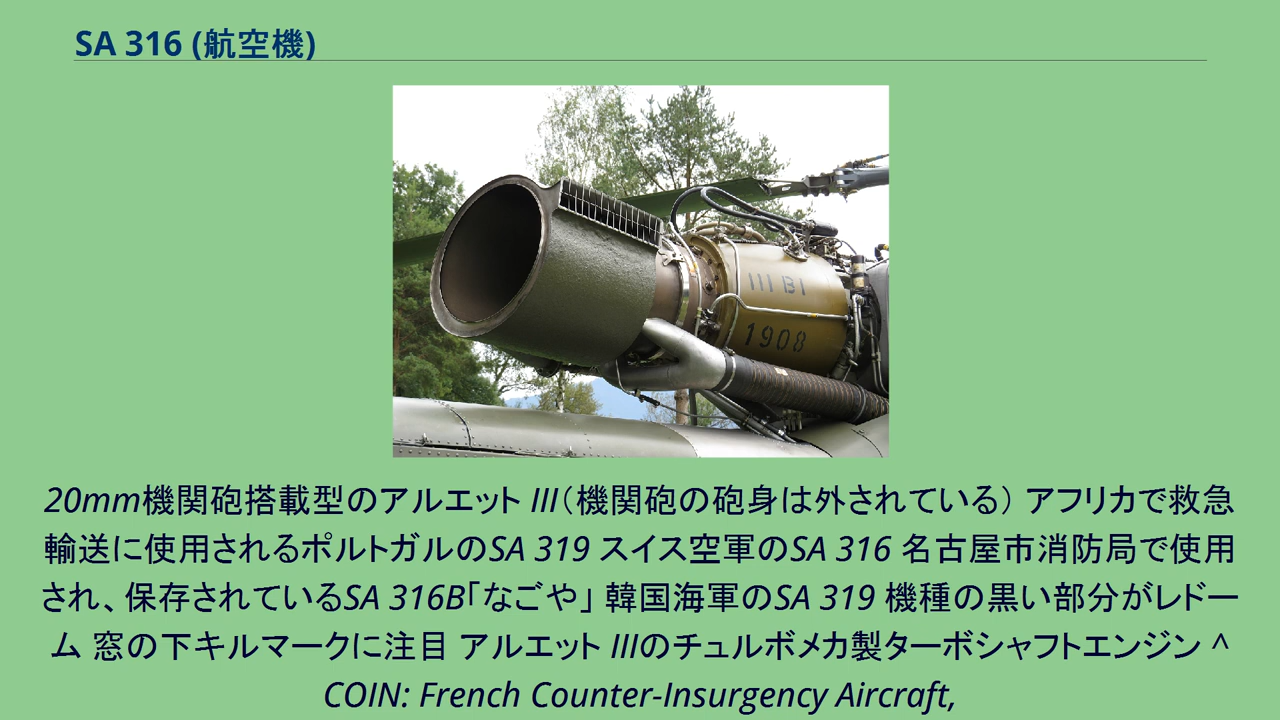 SA 316 (航空機)
III B1
1908
20mm機関砲搭載型のアルエット III（機関砲の砲身は外されている） アフリカで救急
輸送に使用されるポルトガルのSA 319 スイス空軍のSA 316 名古屋市消防局で使用
され、保存されているSA 316B「なごや」 韓国海軍のSA 319 機種の黒い部分がレドー
ム 窓の下キルマークに注目 アルエット IIIのチュルボメカ製ターボシャフトエンジン ^
COIN: French Counter-Insurgency Aircraft,